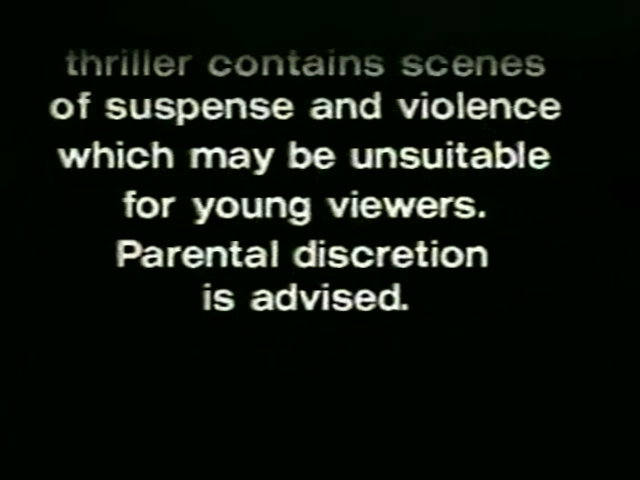 thriller contains scenes
of suspense and violence
which may be unsuitable
for young viewers.
Parental discretion
is advised.